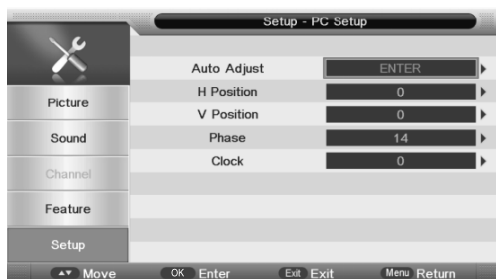 Setup - PC Setup
Auto Adjust ENTER
H Position 0
V Position 0
Phase 14
Clock 0
Picture
Sound
Channel
Feature
Setup
Move OK Enter Exit Exit Menu Return